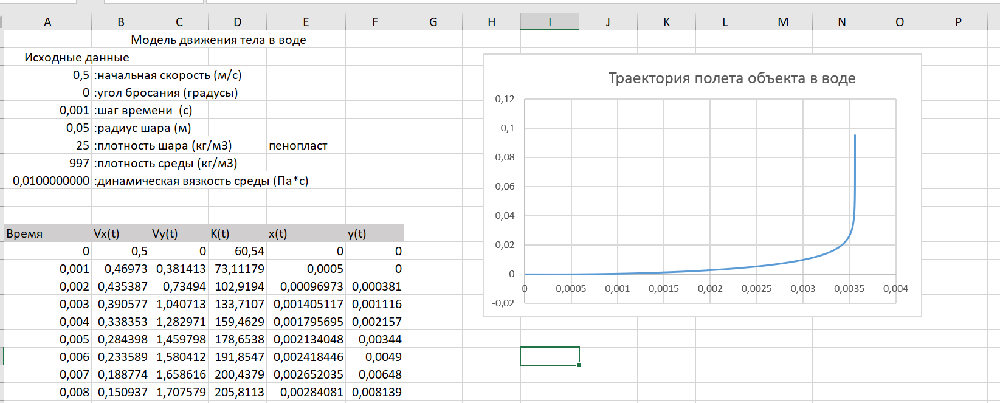 A B C D E F G H I J K L M N O P
Модель движения тела в воде
Исходные данные
0,5 :начальная скорость (м/с)
0 :угол бросания (градусы)
0,001 :шаг времени (с)
0,05 :радиус шара (м)
25 :плотность шара (кг/м3) пенопласт
997 :плотность среды (кг/м3)
0,0100000000 :динамическая вязкость среды (Па*с)
Время Vx(t) Vy(t) K(t) x(t) y(t)
0 0,5 0 60,54 0 0
0,001 0,46973 0,381413 73,11179 0,0005 0
0,002 0,435387 0,73494 102,9194 0,00096973 0,000381
0,003 0,390577 1,040713 133,7107 0,001405117 0,001116
0,004 0,338353 1,282971 159,4629 0,001795695 0,002157
0,005 0,284398 1,459798 178,6538 0,002134048 0,00344
0,006 0,233589 1,580412 191,8547 0,002418446 0,0049
0,007 0,188774 1,658616 200,4379 0,002652035 0,00648
0,008 0,150937 1,707579 205,8113 0,00284081 0,008139
Траектория полета объекта в воде
0,12
0,1
0,08
0,06
0,04
0,02
0
-0,02
0 0,0005 0,001 0,0015 0,002 0,0025 0,003 0,0035 0,004